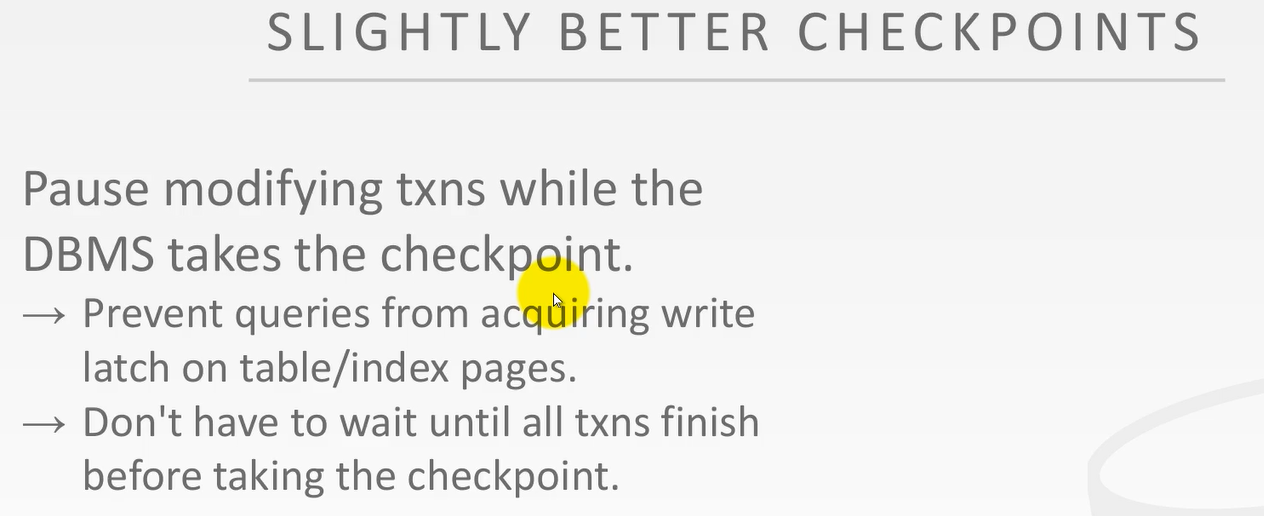 SLIGHTLY BETTER CHECKPOINTS
Pause modifying txns while the
DBMS takes the checkpoint.
→ Prevent queries from acquiring write
latch on table/index pages.
→ Don't have to wait until all txns finish
before taking the checkpoint.